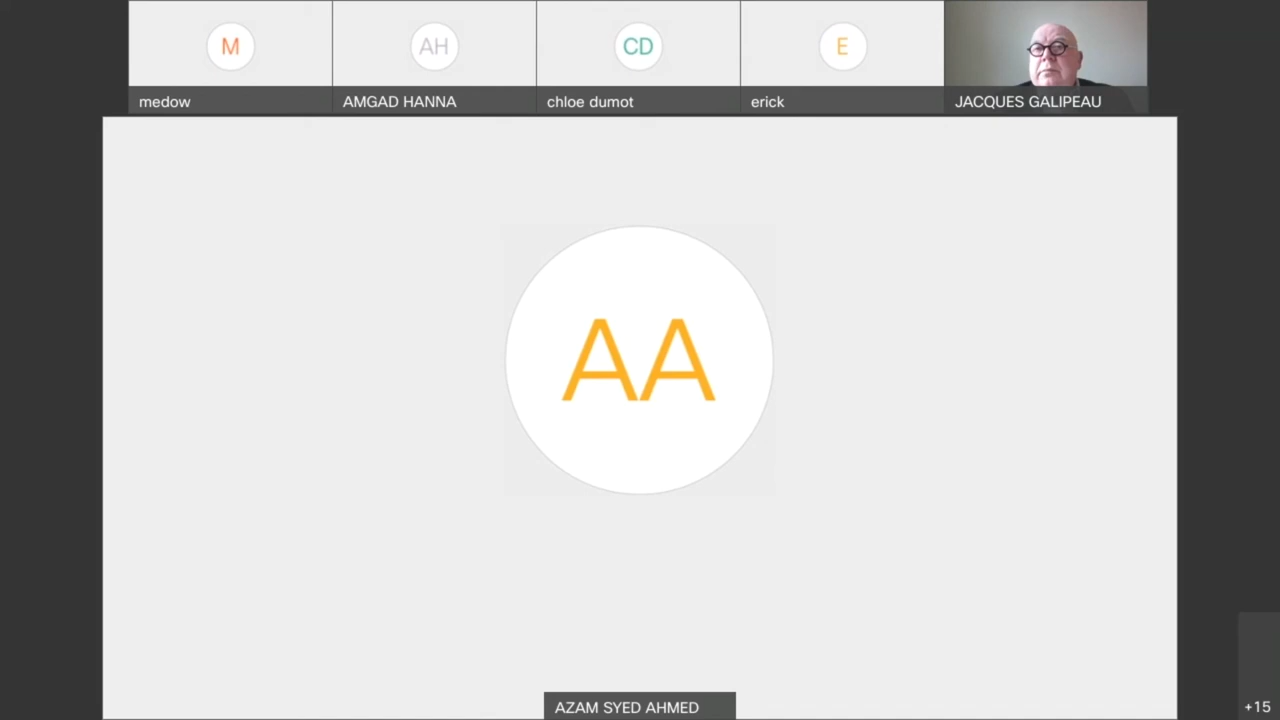 M
AH
CD
E
medow
AMGAD HANNA
chloe dumot
erick
JACQUES GALIPEAU
AA
AZAM SYED AHMED
+15